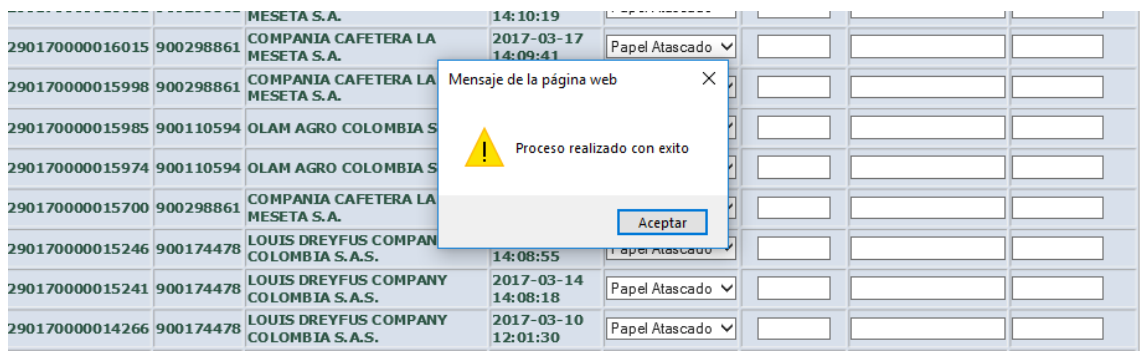 MESETA S.A.
14:10:19
290170000016015 900298861 COMPANIA CAFETERA LA MESETA S.A. 2017-03-17 14:09:41 Papel Atascado
290170000015998 900298861 COMPANIA CAFETERA LA MESETA S.A.
290170000015985 900110594 OLAM AGRO COLOMBIA S
290170000015974 900110594 OLAM AGRO COLOMBIA S
290170000015700 900298861 COMPANIA CAFETERA LA MESETA S.A.
290170000015246 900174478 LOUIS DREYFUS COMPAN COLOMBIA S.A.S. 14:08:55 Papel Atascado
290170000015241 900174478 LOUIS DREYFUS COMPANY COLOMBIA S.A.S. 2017-03-14 14:08:18 Papel Atascado
290170000014266 900174478 LOUIS DREYFUS COMPANY COLOMBIA S.A.S. 2017-03-10 12:01:30 Papel Atascado
Mensaje de la página web
Proceso realizado con exito
Aceptar